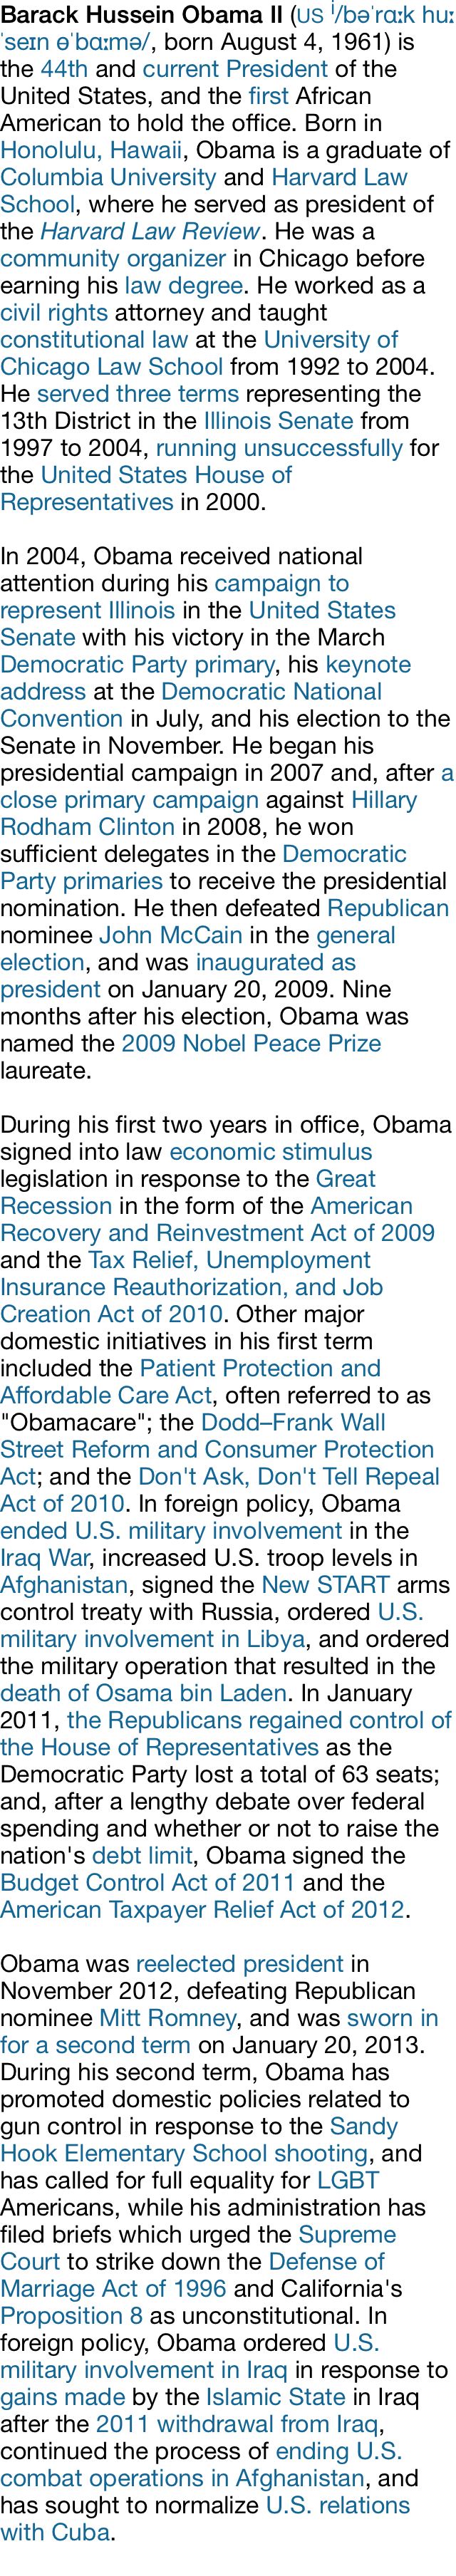 Barack Hussein Obama II (US ⁱ/bəˈrɑːk huː
ˈseɪn ɵˈbɑːmə/, born August 4, 1961) is
the 44th and current President of the
United States, and the first African
American to hold the office. Born in
Honolulu, Hawaii, Obama is a graduate of
Columbia University and Harvard Law
School, where he served as president of
the Harvard Law Review. He was a
community organizer in Chicago before
earning his law degree. He worked as a
civil rights attorney and taught
constitutional law at the University of
Chicago Law School from 1992 to 2004.
He served three terms representing the
13th District in the Illinois Senate from
1997 to 2004, running unsuccessfully for
the United States House of
Representatives in 2000.
In 2004, Obama received national
attention during his campaign to
represent Illinois in the United States
Senate with his victory in the March
Democratic Party primary, his keynote
address at the Democratic National
Convention in July, and his election to the
Senate in November. He began his
presidential campaign in 2007 and, after a
close primary campaign against Hillary
Rodham Clinton in 2008, he won
sufficient delegates in the Democratic
Party primaries to receive the presidential
nomination. He then defeated Republican
nominee John McCain in the general
election, and was inaugurated as
president on January 20, 2009. Nine
months after his election, Obama was
named the 2009 Nobel Peace Prize
laureate.
During his first two years in office, Obama
signed into law economic stimulus
legislation in response to the Great
Recession in the form of the American
Recovery and Reinvestment Act of 2009
and the Tax Relief, Unemployment
Insurance Reauthorization, and Job
Creation Act of 2010. Other major
domestic initiatives in his first term
included the Patient Protection and
Affordable Care Act, often referred to as
"Obamacare"; the Dodd–Frank Wall
Street Reform and Consumer Protection
Act; and the Don't Ask, Don't Tell Repeal
Act of 2010. In foreign policy, Obama
ended U.S. military involvement in the
Iraq War, increased U.S. troop levels in
Afghanistan, signed the New START arms
control treaty with Russia, ordered U.S.
military involvement in Libya, and ordered
the military operation that resulted in the
death of Osama bin Laden. In January
2011, the Republicans regained control of
the House of Representatives as the
Democratic Party lost a total of 63 seats;
and, after a lengthy debate over federal
spending and whether or not to raise the
nation's debt limit, Obama signed the
Budget Control Act of 2011 and the
American Taxpayer Relief Act of 2012.
Obama was reelected president in
November 2012, defeating Republican
nominee Mitt Romney, and was sworn in
for a second term on January 20, 2013.
During his second term, Obama has
promoted domestic policies related to
gun control in response to the Sandy
Hook Elementary School shooting, and
has called for full equality for LGBT
Americans, while his administration has
filed briefs which urged the Supreme
Court to strike down the Defense of
Marriage Act of 1996 and California's
Proposition 8 as unconstitutional. In
foreign policy, Obama ordered U.S.
military involvement in Iraq in response to
gains made by the Islamic State in Iraq
after the 2011 withdrawal from Iraq,
continued the process of ending U.S.
combat operations in Afghanistan, and
has sought to normalize U.S. relations
with Cuba.